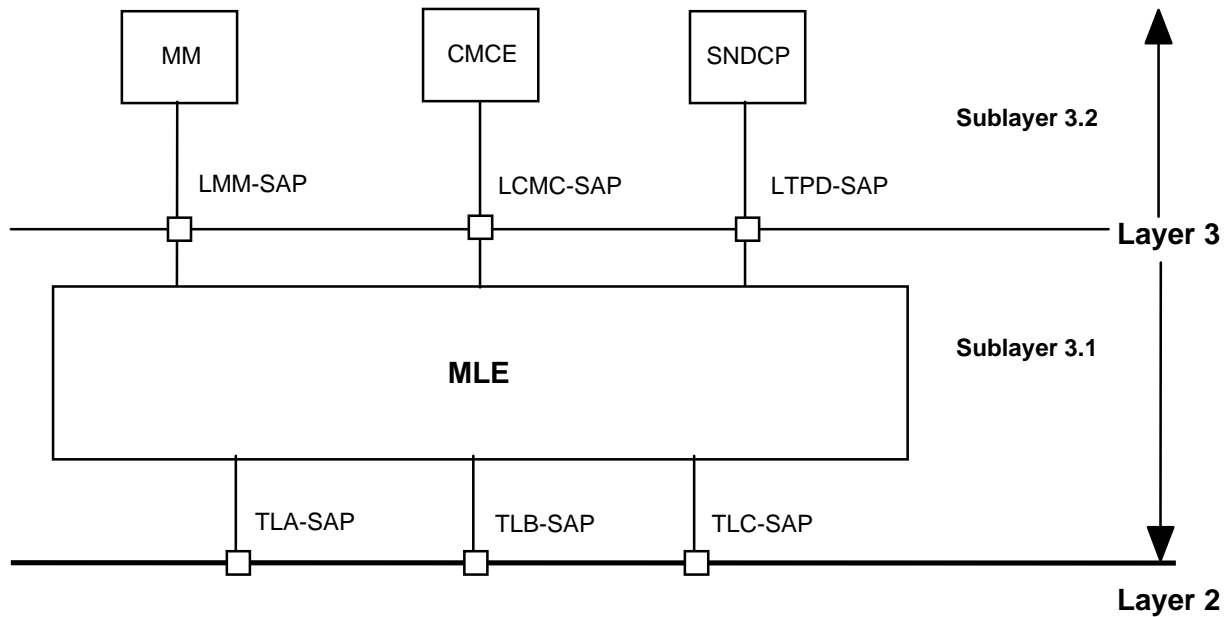 MM
CMCE
SNDCP
Sublayer 3.2
LMM-SAP
LCMC-SAP
LTPD-SAP
Layer 3
Sublayer 3.1
MLE
TLA-SAP
TLB-SAP
TLC-SAP
Layer 2